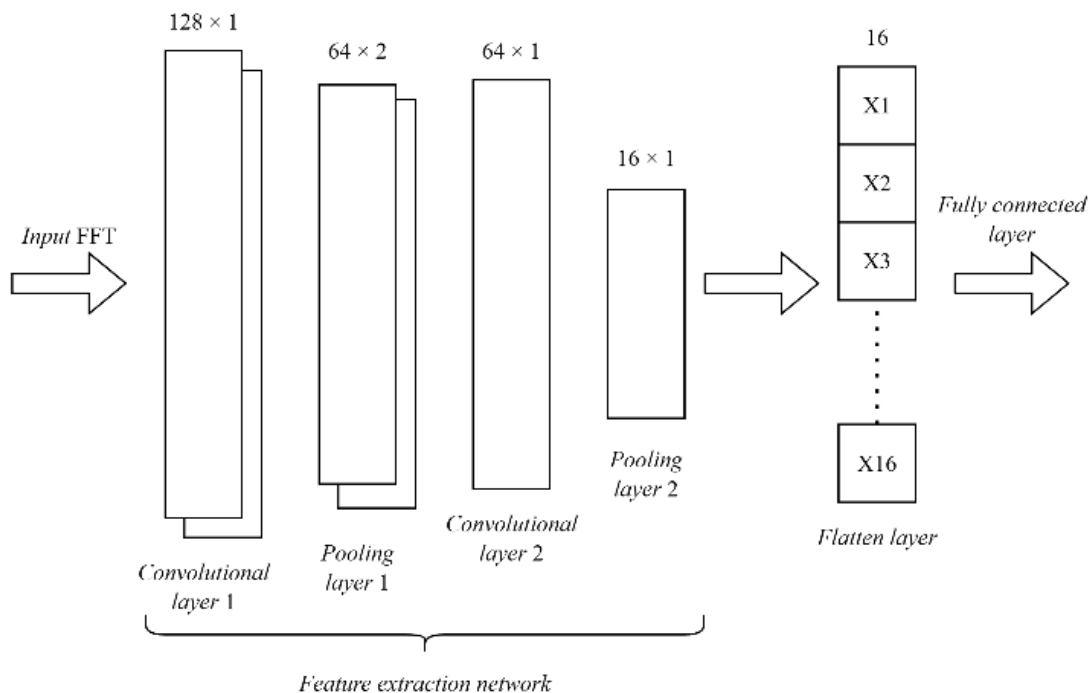 128 × 1
64 × 2
64 × 1
16 × 1
16
Input FFT
X1
X2
X3
X16
Fully connected
layer
Convolutional
layer 1
Pooling
layer 1
Convolutional
layer 2
Pooling
layer 2
Flatten layer
Feature extraction network